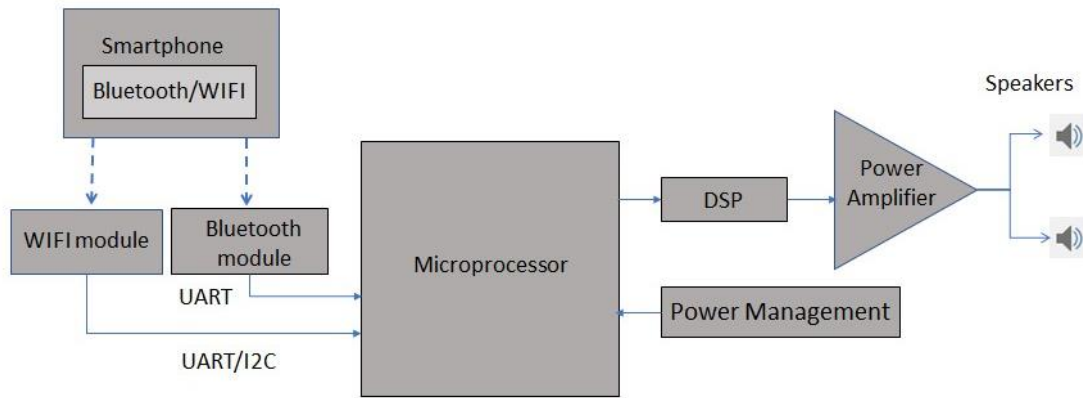 Smartphone
Bluetooth/WIFI
Speakers
WIFI module
Bluetooth
module
Microprocessor
DSP
Power
Amplifier
UART
Power Management
UART/I2C